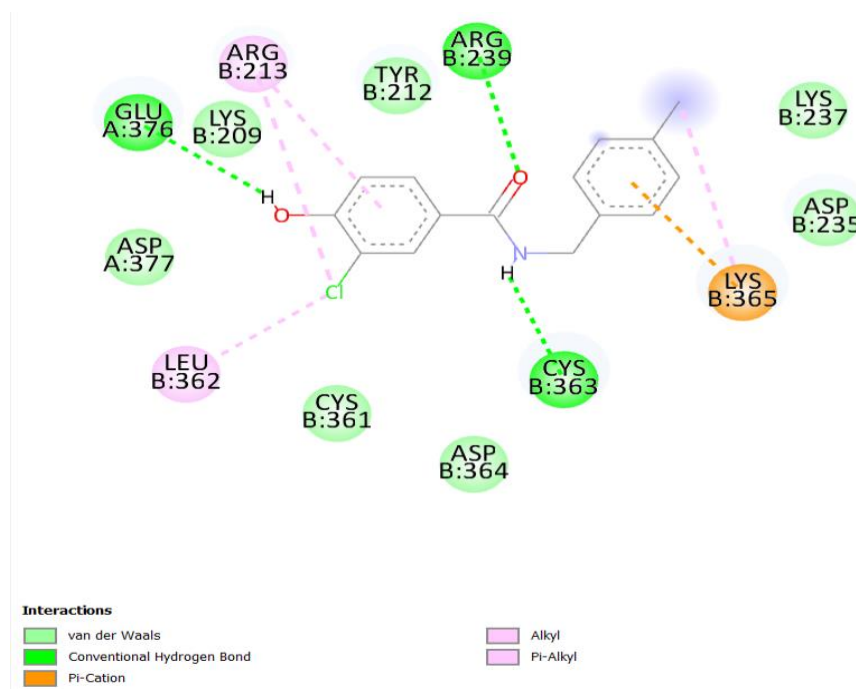 ARG
B:239
ARG
B:213
TYR
B:212
GLU
A:376
LYS
B:209
LYS
B:237
H
O
O
ASP
B:235
ASP
A:377
N
H
Cl
LYS
B:365
LEU
B:362
CYS
B:363
CYS
B:361
ASP
B:364
Interactions
van der Waals
Conventional Hydrogen Bond
Pi-Cation
Alkyl
Pi-Alkyl